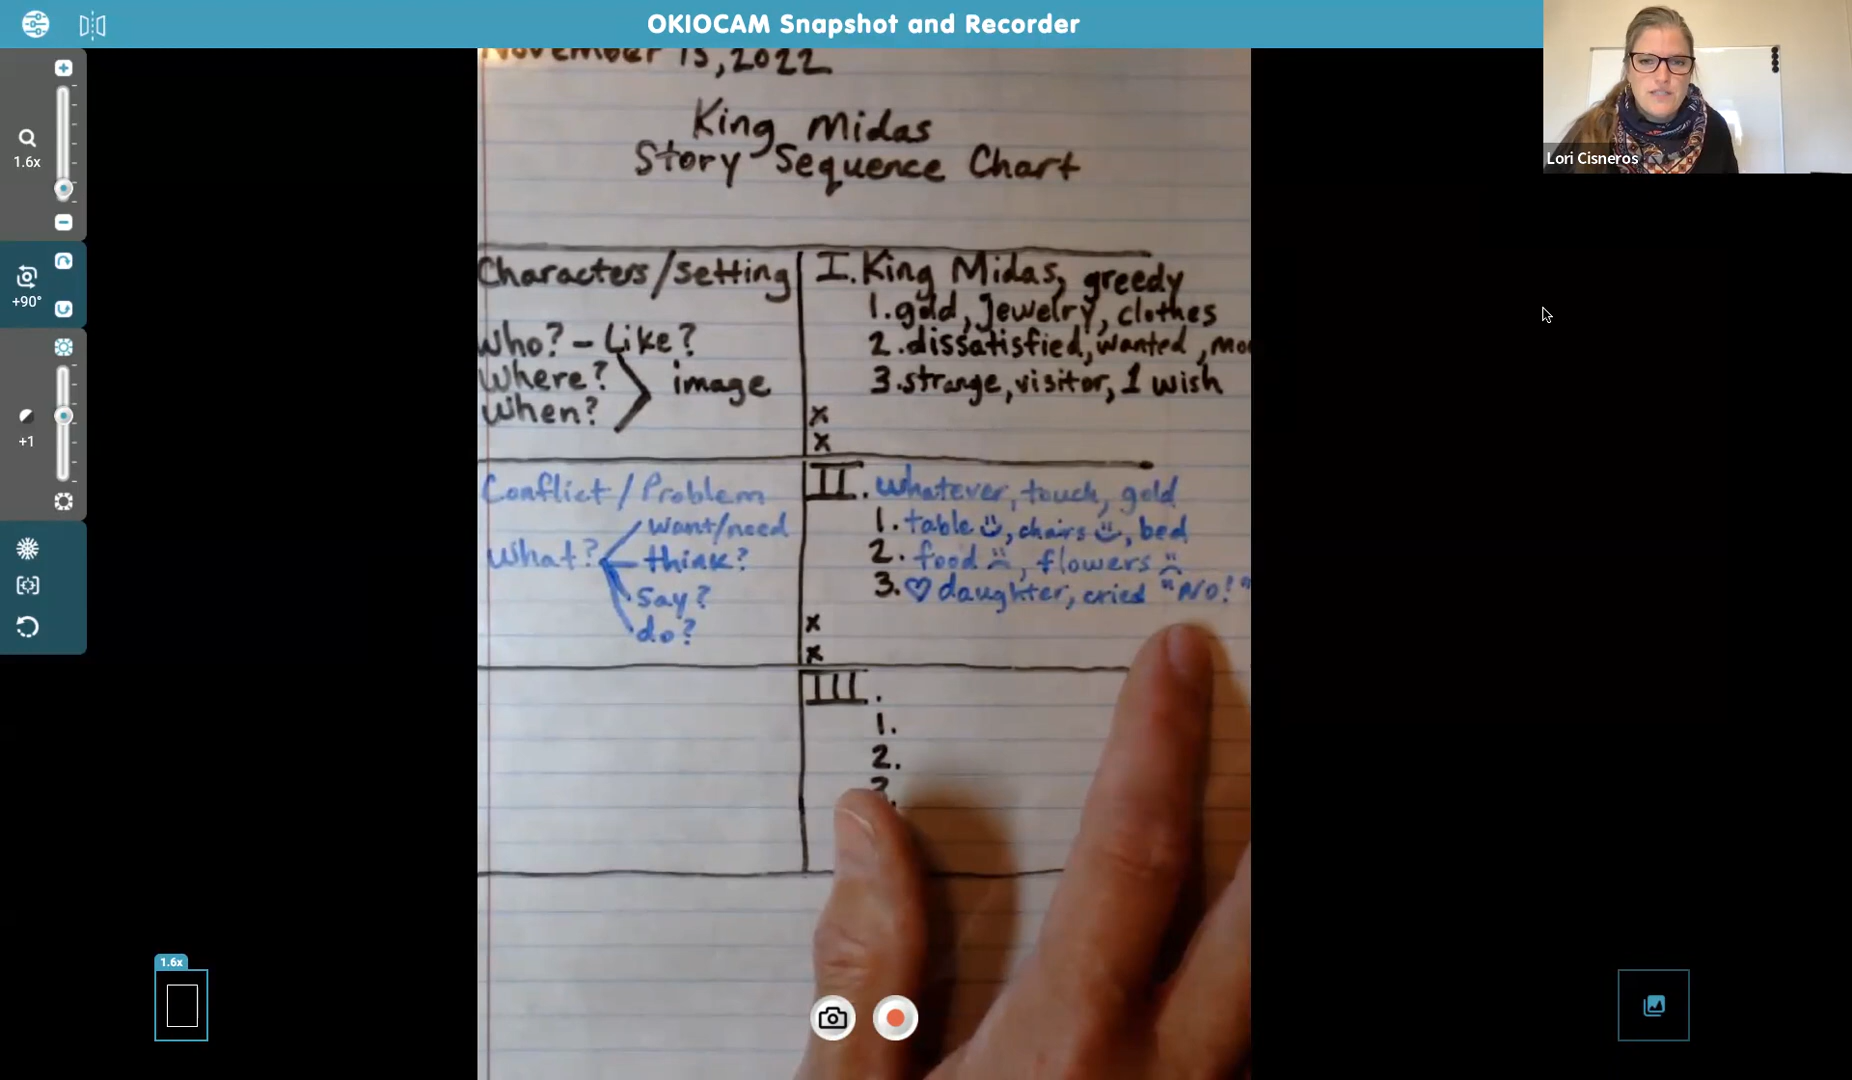 OKIOCAM Snapshot and Recorder
Lori Cisneros
1.6x
+90°
+1
1.6x
November 15, 2022
King Midas
Story Sequence Chart
Characters/setting
Who? - Like?
Where?
When?
image
I. King Midas, greedy
1. gold, jewelry, clothes
2. dissatisfied, wanted,
3. strange, visitor, 1 wish
x
x
Conflict/Problem
What?
want/need
think?
say?
do?
II. whatever, touch, gold
1. table, chairs, bed
2. food, flowers
3. ♡ daughter, cried "No!"
x
x
III.
1.
2.
3.